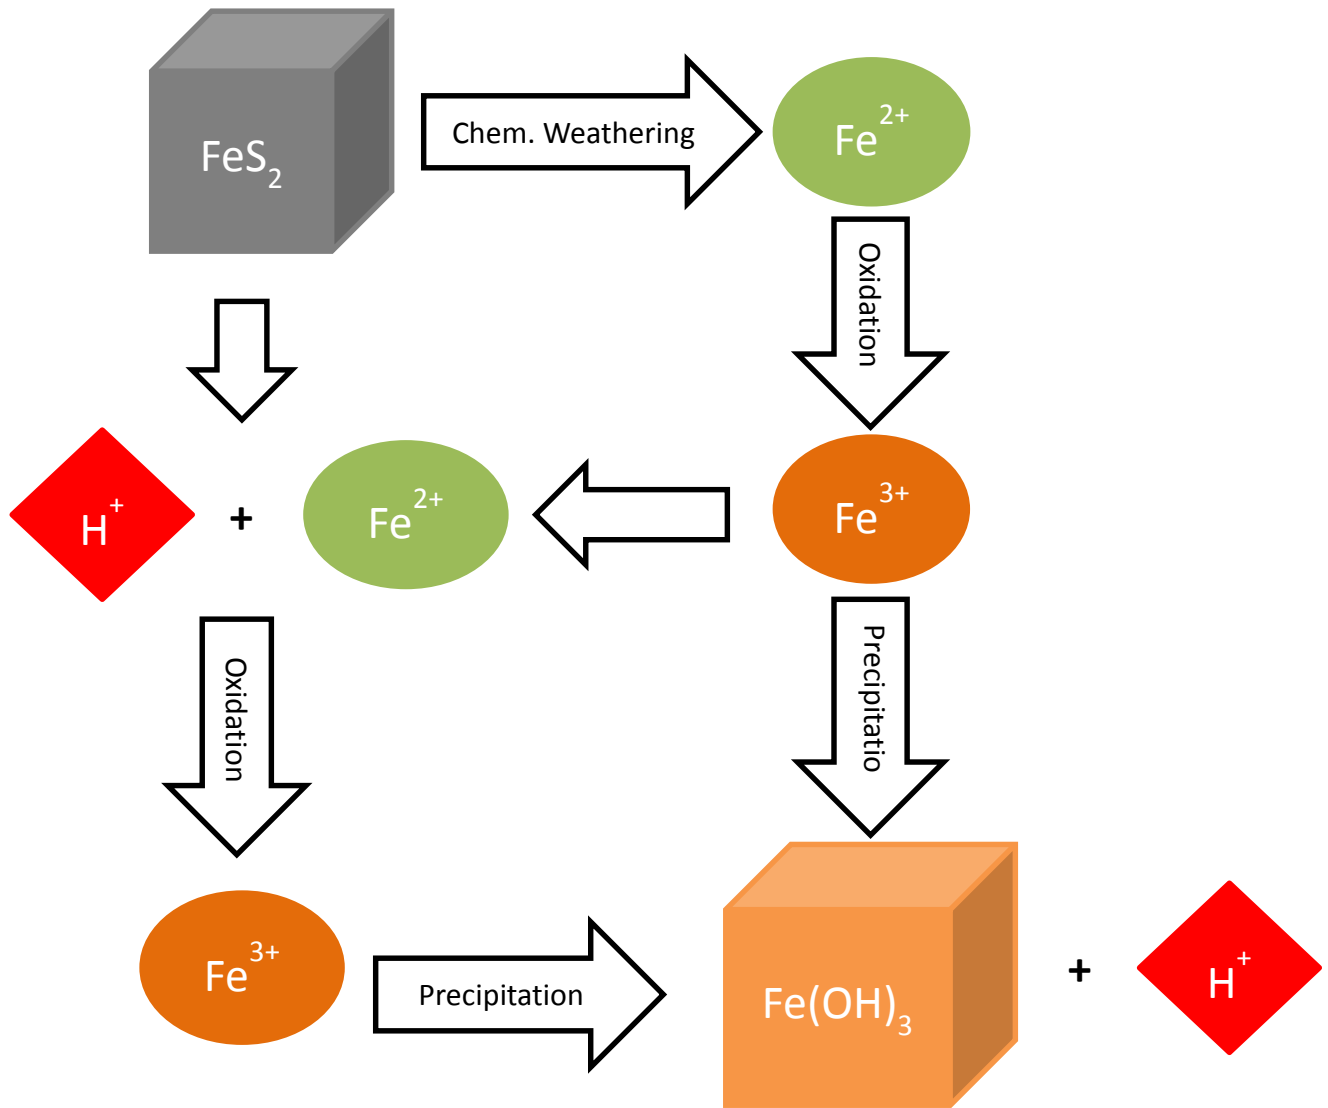 FeS₂
Chem. Weathering
Fe²⁺
Oxidation
H⁺
+
Fe²⁺
Fe³⁺
Oxidation
Precipitatio
Fe³⁺
Precipitation
Fe(OH)₃
+
H⁺